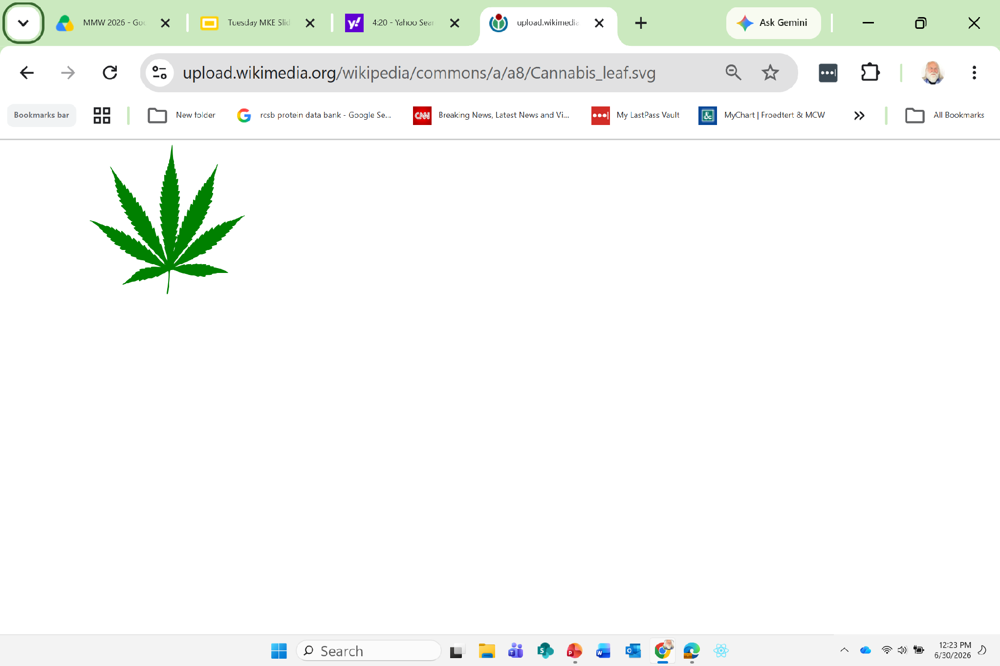 MMW 2026 - Goo
Tuesday MKE Slid
4:20 - Yahoo Sear
upload.wikimedia
Ask Gemini
upload.wikimedia.org/wikipedia/commons/a/a8/Cannabis_leaf.svg
Bookmarks bar
New folder
rcsb protein data bank - Google Se...
CNN
Breaking News, Latest News and Vi...
My LastPass Vault
MyChart | Froedtert & MCW
All Bookmarks
Search
12:23 PM
6/30/2026